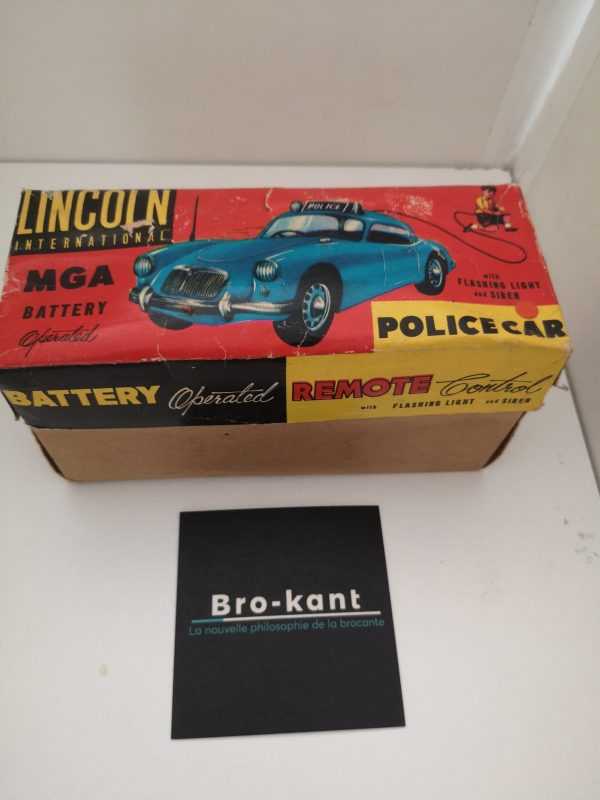 LINCOLN
INTERNATIONAL
MGA
BATTERY
Operated
POLICE
with
FLASHING LIGHT
and SIREN
POLICE CAR
BATTERY Operated REMOTE Control
with FLASHING LIGHT and SIREN
Bro-kant
La nouvelle philosophie de la brocante